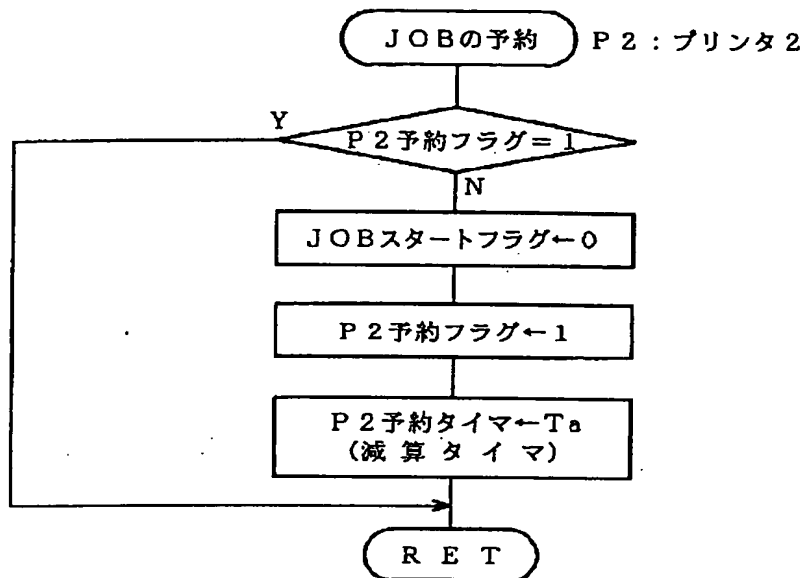 JOBの予約
P2:プリンタ2
P2予約フラグ=1
Y
N
JOBスタートフラグ←0
P2予約フラグ←1
P2予約タイマ←Ta
(減算タイマ)
RET